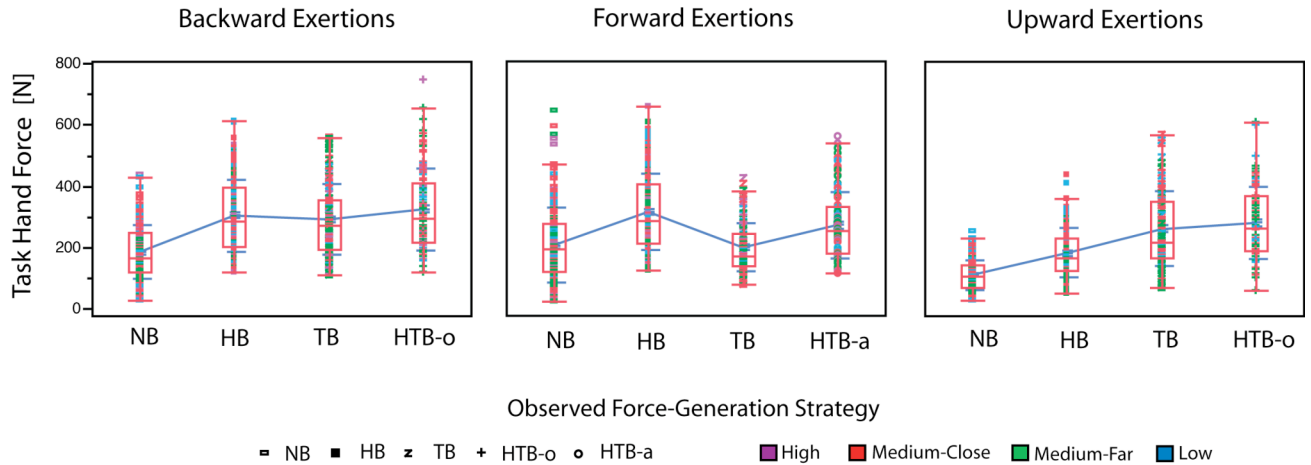 Backward Exertions
Forward Exertions
Upward Exertions
Task Hand Force [N]
800
600
400
200
0
NB HB TB HTB-o
NB HB TB HTB-a
NB HB TB HTB-o
Observed Force-Generation Strategy
NB HB TB HTB-o HTB-a High Medium-Close Medium-Far Low